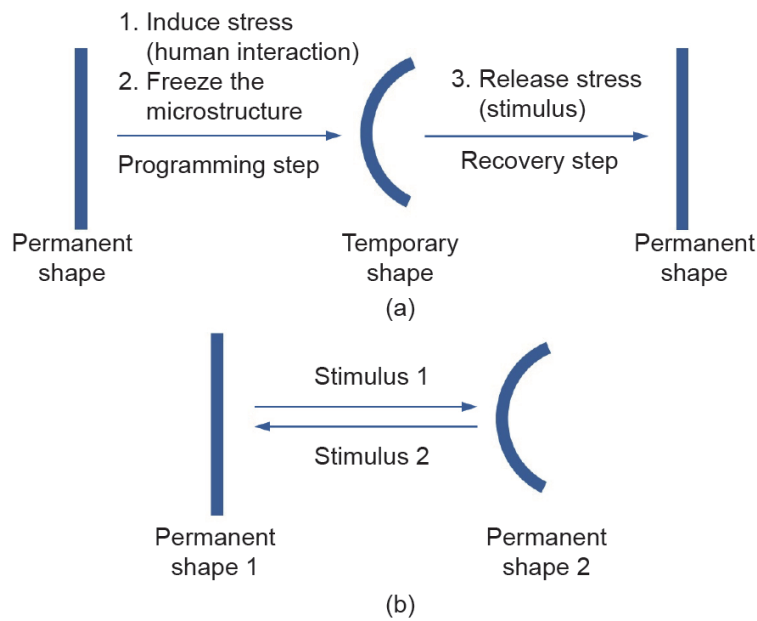 1. Induce stress
(human interaction)
2. Freeze the
microstructure
Programming step
3. Release stress
(stimulus)
Recovery step
Permanent
shape
Temporary
shape
Permanent
shape
(a)
Stimulus 1
Stimulus 2
Permanent
shape 1
Permanent
shape 2
(b)